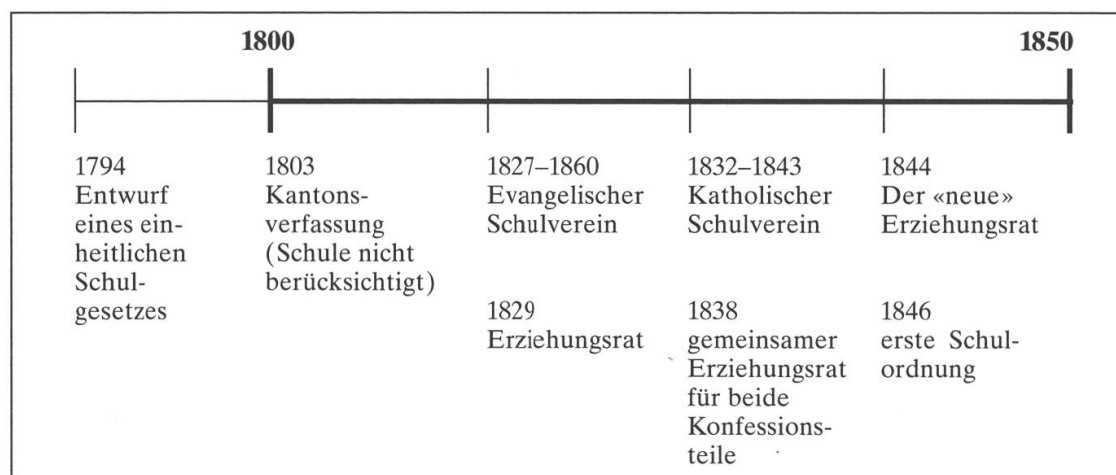 1800
1850
1794
Entwurf
eines ein-
heitlichen
Schul-
gesetzes
1803
Kantons-
verfassung
(Schule nicht
berücksichtigt)
1827–1860
Evangelischer
Schulverein
1829
Erziehungsrat
1832–1843
Katholischer
Schulverein
1838
gemeinsamer
Erziehungsrat
für beide
Konfessions-
teile
1844
Der «neue»
Erziehungsrat
1846
erste Schul-
ordnung